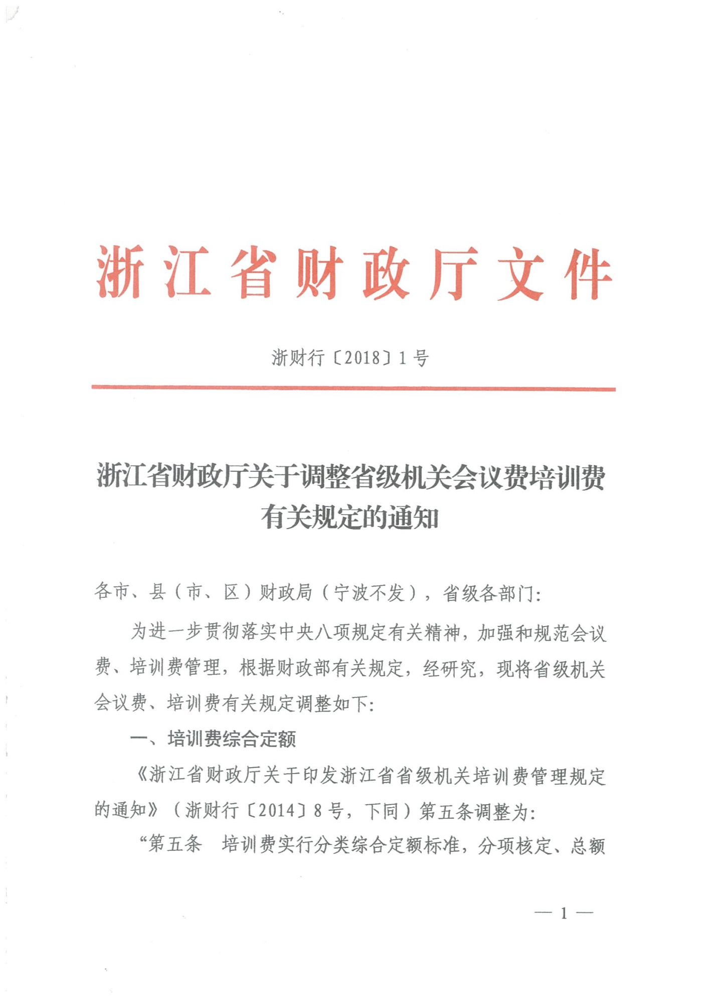 浙江省财政厅文件
浙财行〔2018〕1号
浙江省财政厅关于调整省级机关会议费培训费
有关规定的通知
各市、县（市、区）财政局（宁波不发），省级各部门：
为进一步贯彻落实中央八项规定有关精神，加强和规范会议
费、培训费管理，根据财政部有关规定，经研究，现将省级机关
会议费、培训费有关规定调整如下：
一、培训费综合定额
《浙江省财政厅关于印发浙江省省级机关培训费管理规定
的通知》（浙财行〔2014〕8号，下同）第五条调整为：
“第五条　培训费实行分类综合定额标准，分项核定、总额
— 1 —